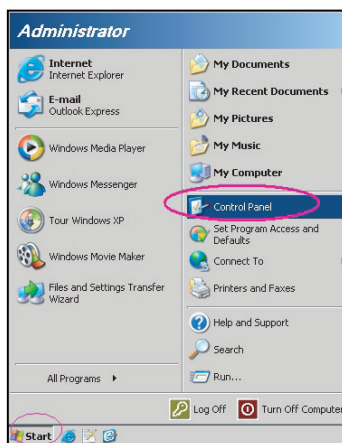 Administrator
Internet
Internet Explorer
E-mail
Outlook Express
Windows Media Player
Windows Messenger
Tour Windows XP
Windows Movie Maker
Files and Settings Transfer
Wizard
All Programs
My Documents
My Recent Documents
My Pictures
My Music
My Computer
Control Panel
Set Program Access and
Defaults
Connect To
Printers and Faxes
Help and Support
Search
Run...
Log Off
Turn Off Computer
Start